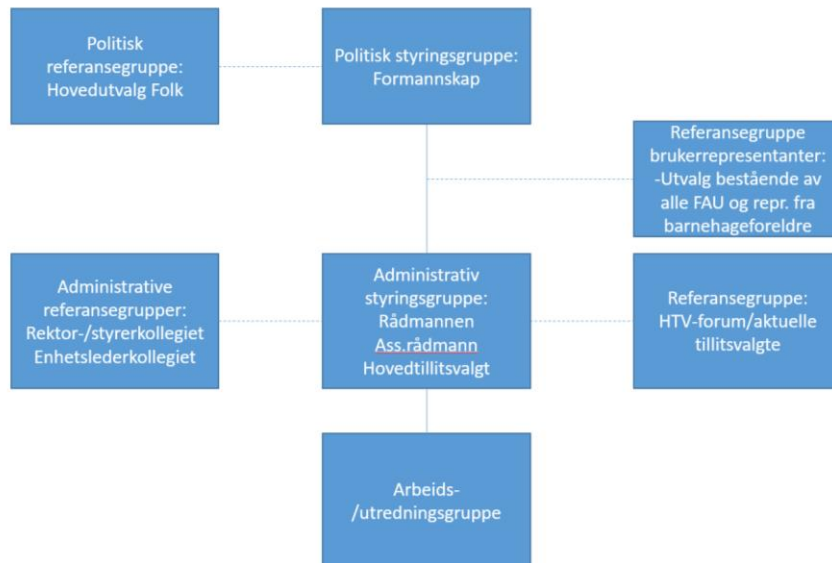 Politisk
referansegruppe:
Hovedutvalg Folk
Politisk styringsgruppe:
Formannskap
Referansegruppe
brukerrepresentanter:
-Utvalg bestående av
alle FAU og repr. fra
barnehageforeldre
Administrative
referansegrupper:
Rektor-/styrerkollegiet
Enhetslederkollegiet
Administrativ
styringsgruppe:
Rådmannen
Ass.rådmann
Hovedtillitsvalgt
Referansegruppe:
HTV-forum/aktuelle
tillitsvalgte
Arbeids-
/utredningsgruppe